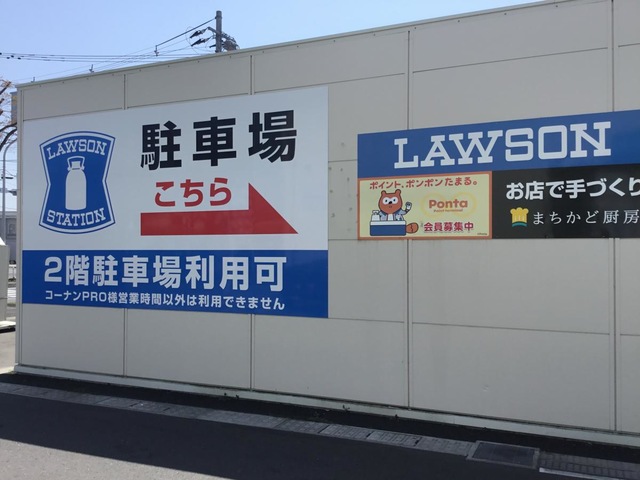 LAWSON
STATION
駐車場
こちら
2階駐車場利用可
コーナンPRO様営業時間以外は利用できません
LAWSON
ポイント、ポンポンたまる。
Ponta
会員募集中
お店で手づくり
まちかど厨房